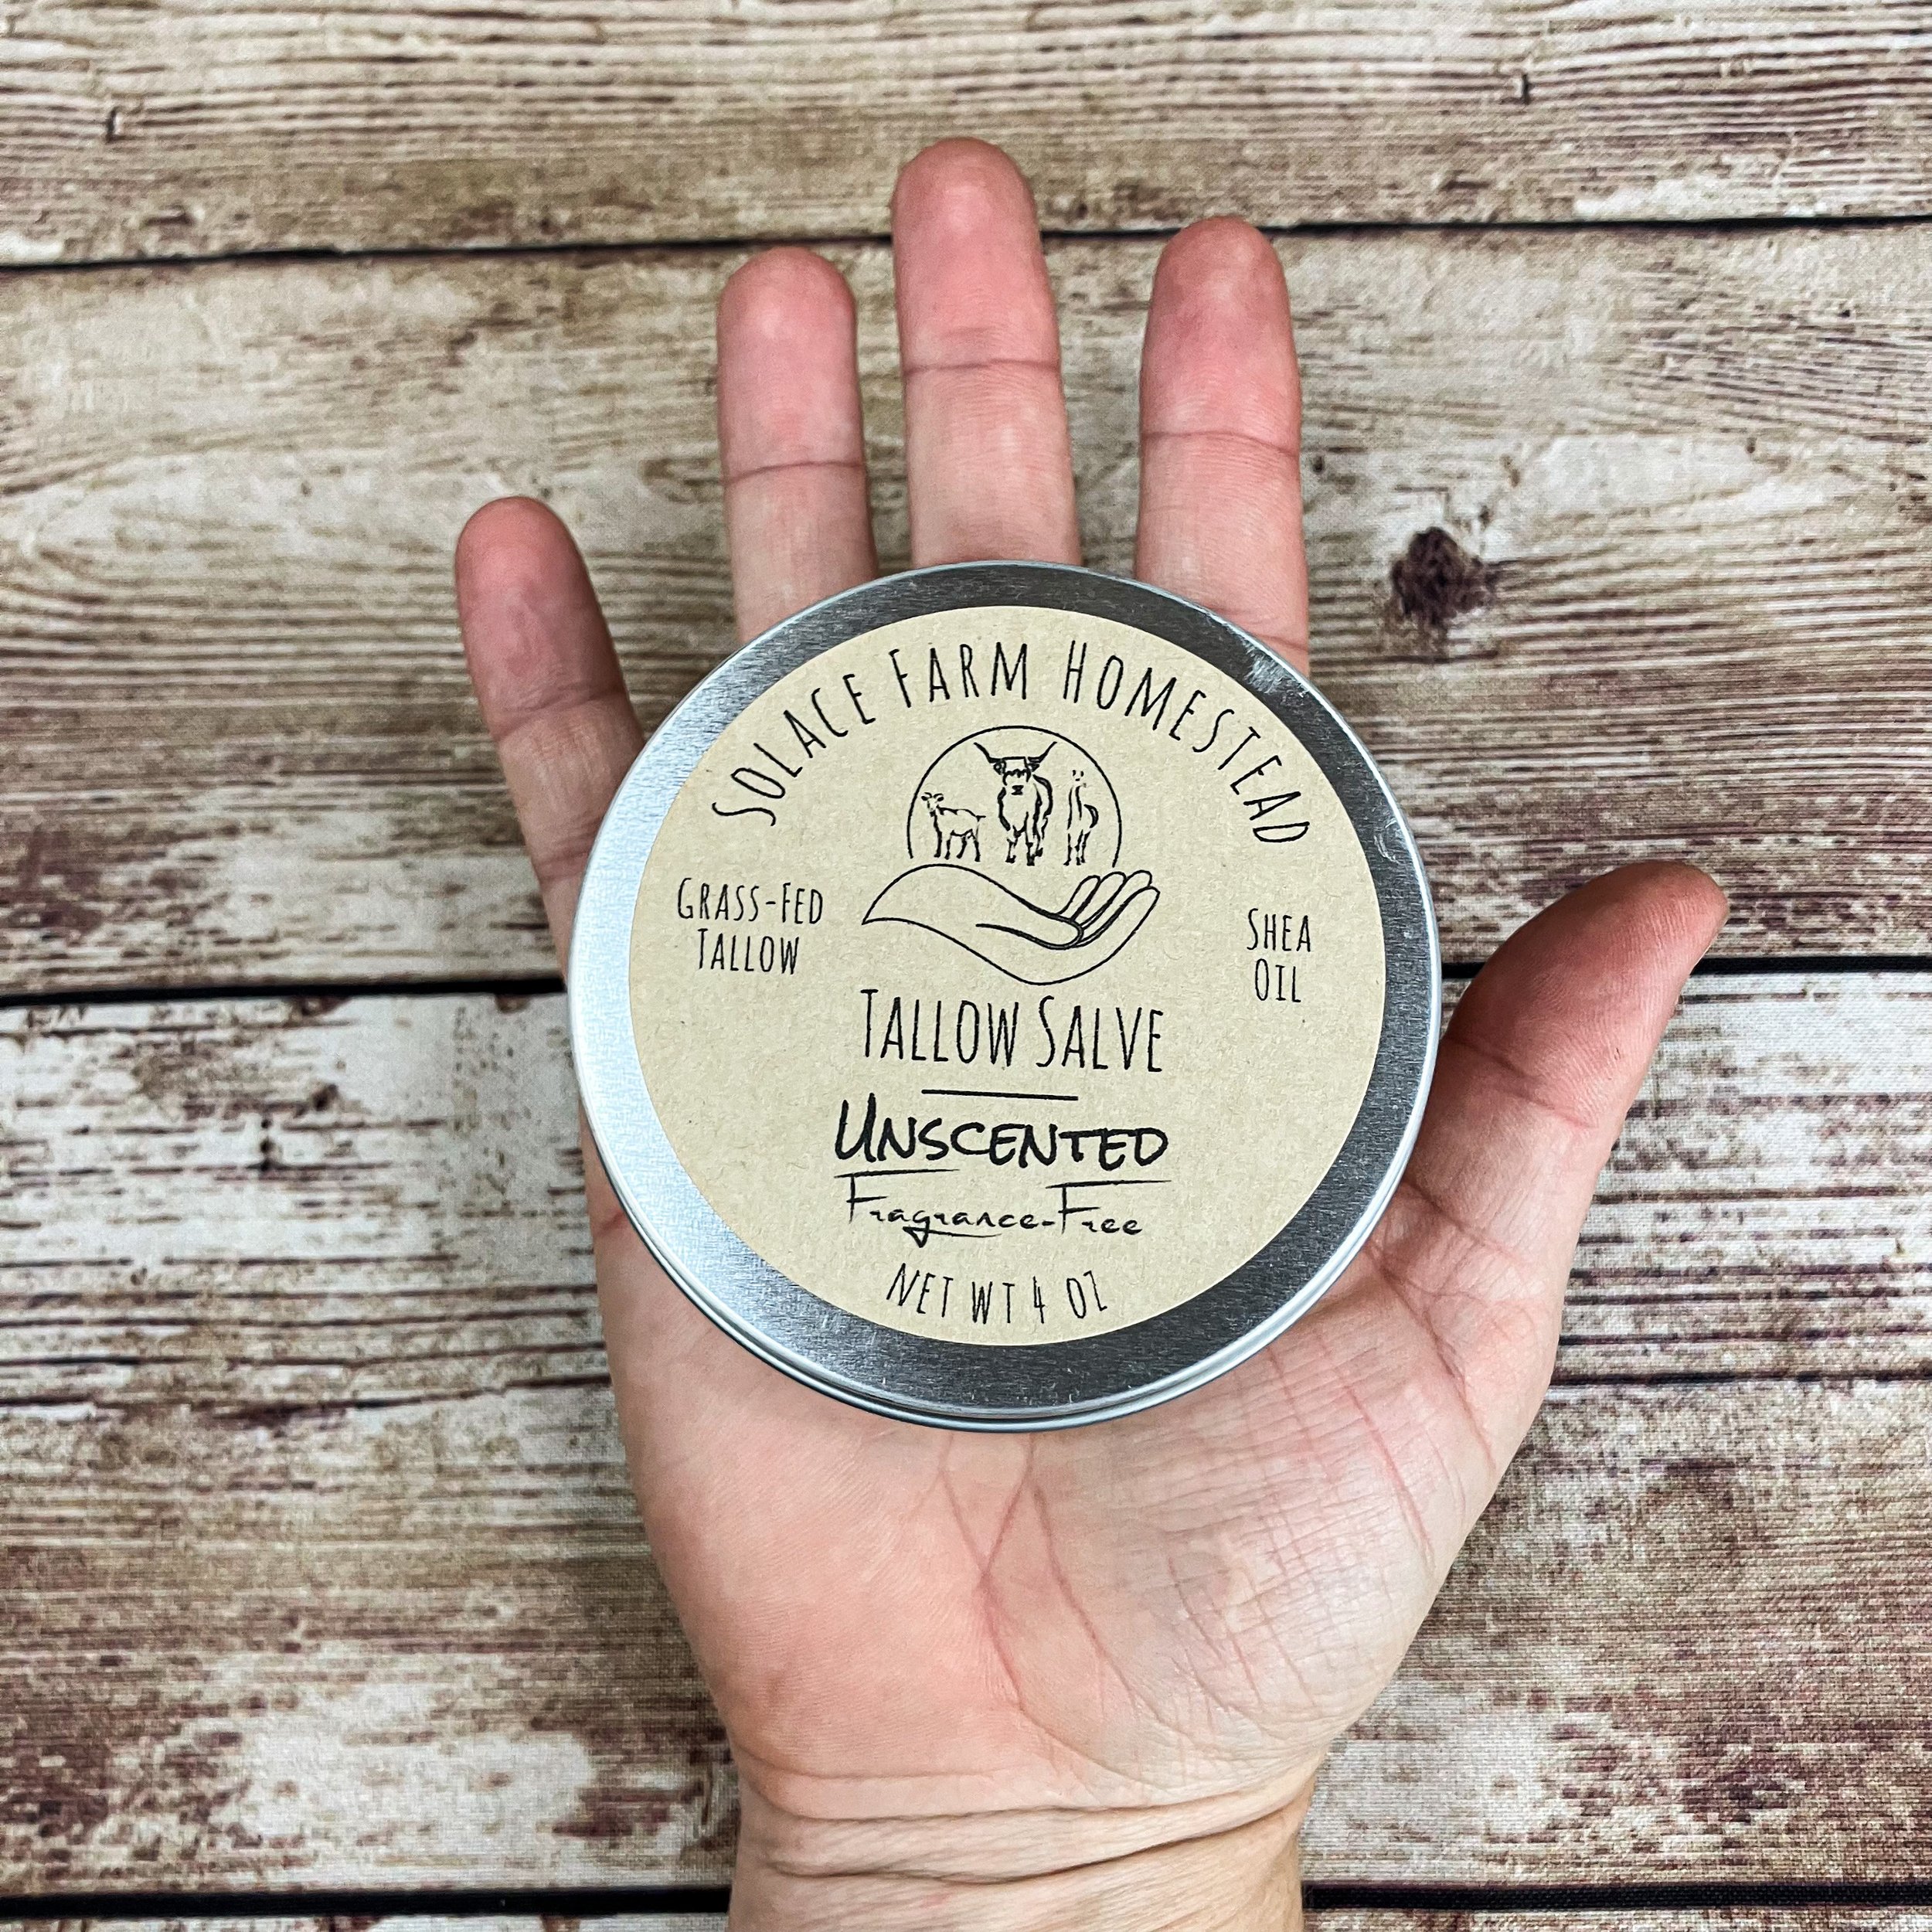 SOLACE FARM HOMESTEAD
GRASS-FED
TALLOW
SHEA
OIL
TALLOW SALVE
UNSCENTED
Fragrance-Free
NET WT 4 OZ